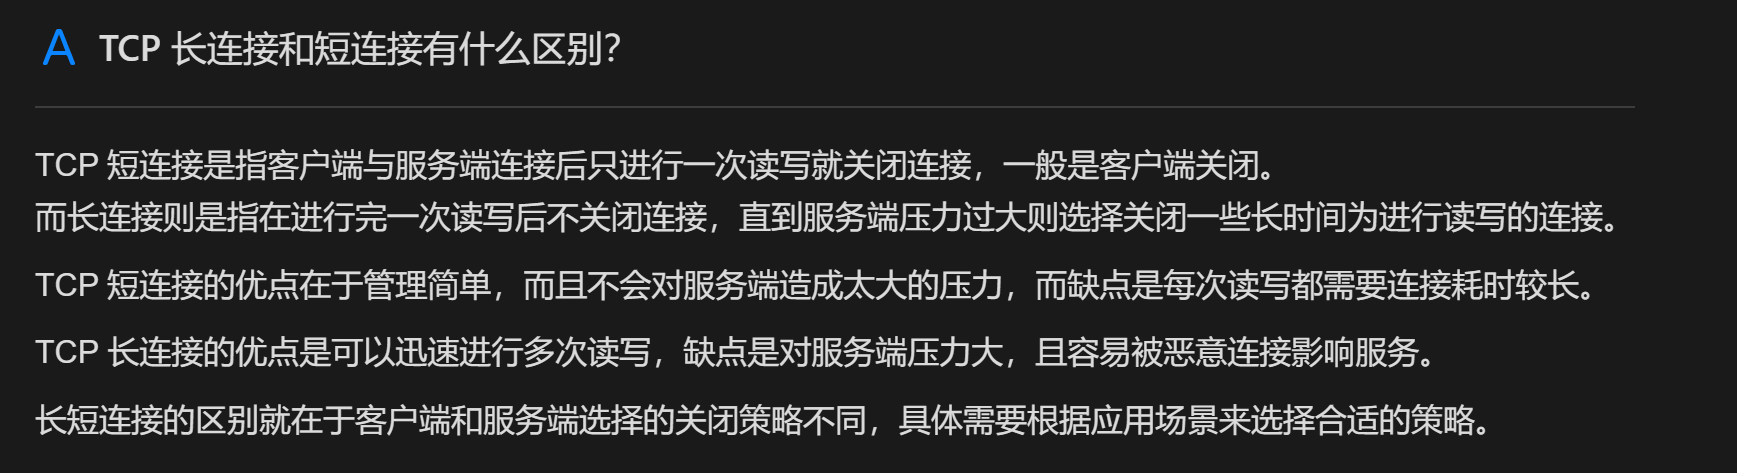 A TCP 长连接和短连接有什么区别？
TCP 短连接是指客户端与服务端连接后只进行一次读写就关闭连接，一般是客户端关闭。
而长连接则是指在进行完一次读写后不关闭连接，直到服务端压力过大则选择关闭一些长时间为进行读写的连接。
TCP 短连接的优点在于管理简单，而且不会对服务端造成太大的压力，而缺点是每次读写都需要连接耗时较长。
TCP 长连接的优点是可以迅速进行多次读写，缺点是对服务端压力大，且容易被恶意连接影响服务。
长短连接的区别就在于客户端和服务端选择的关闭策略不同，具体需要根据应用场景来选择合适的策略。